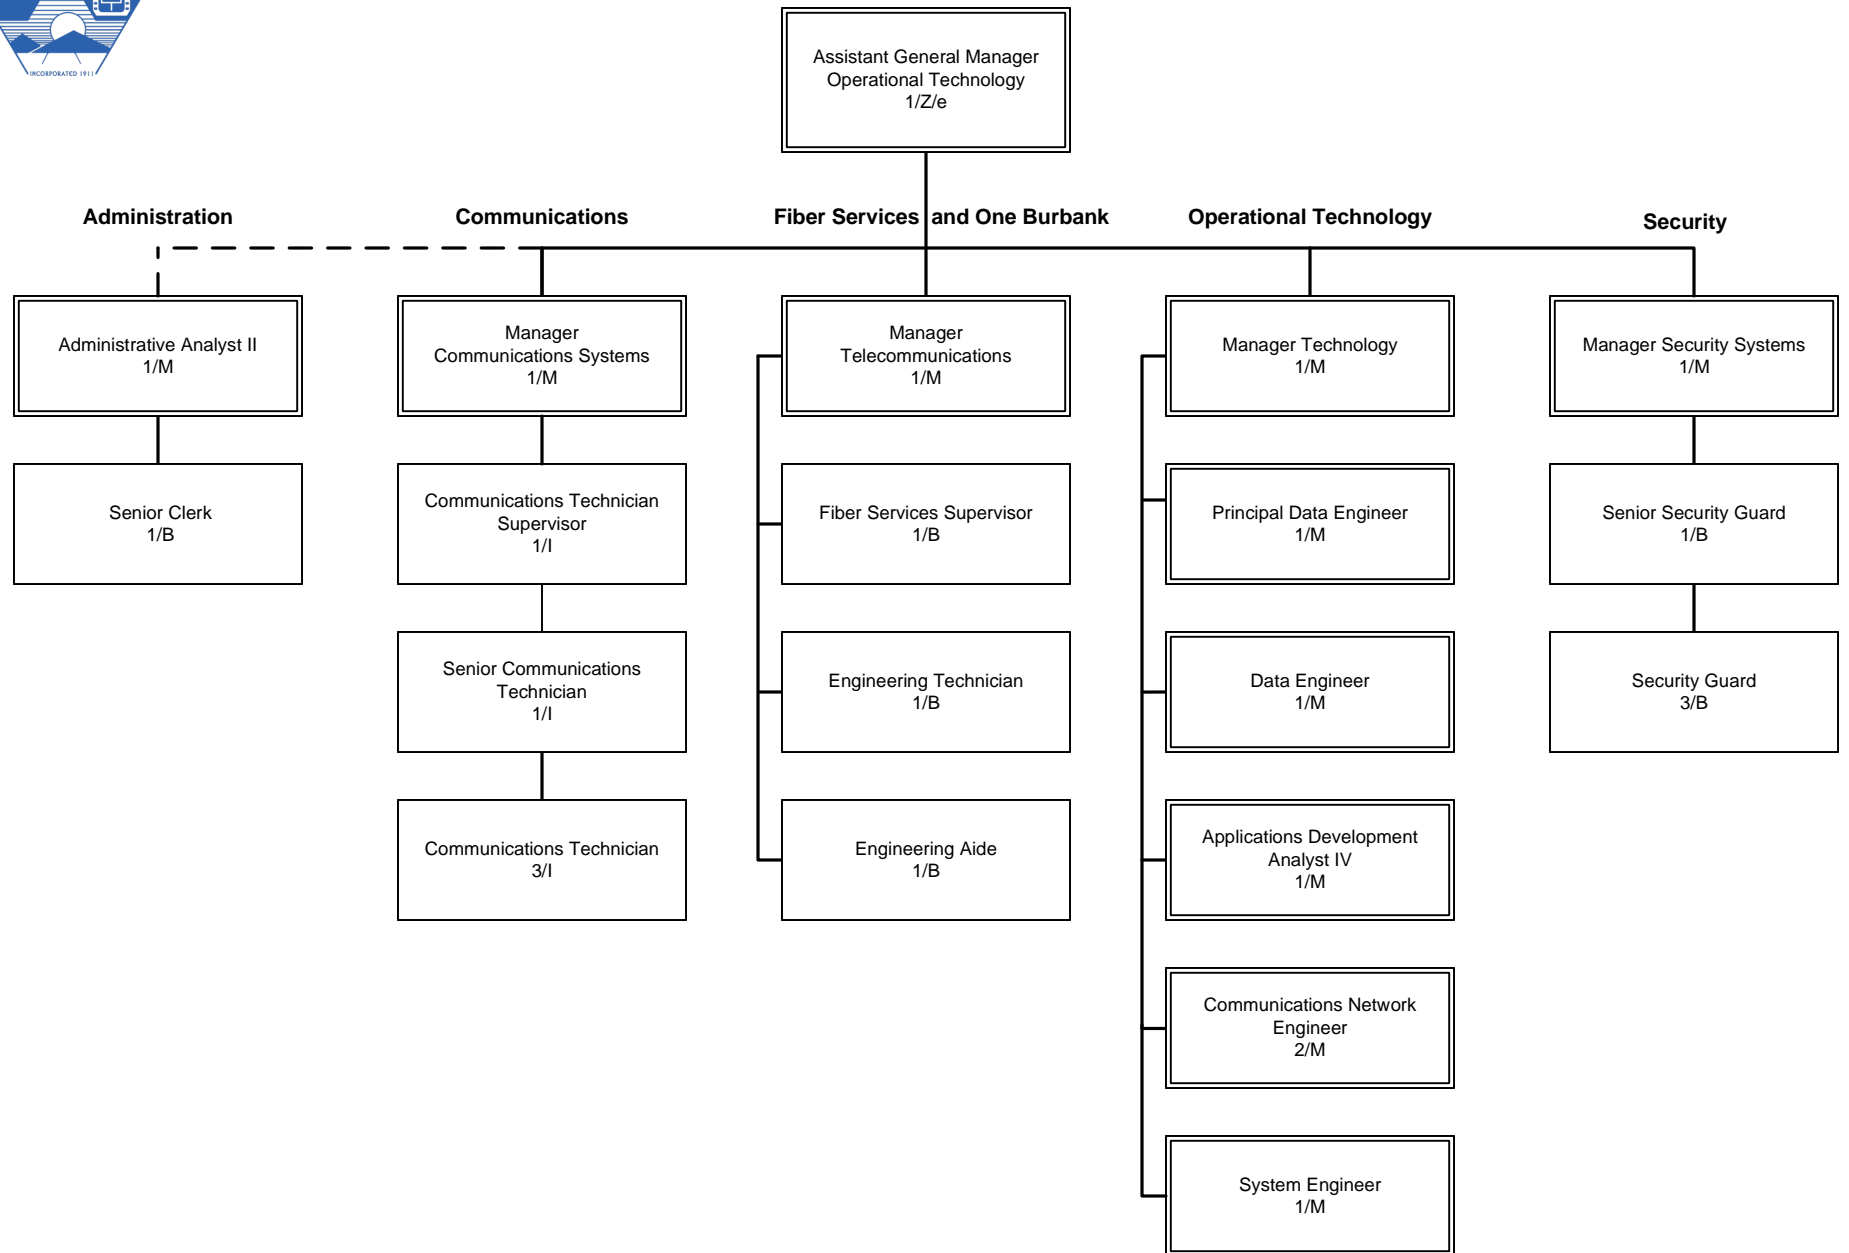 INCORPORATED 1911
Assistant General Manager
Operational Technology
1/Z/e
Administration
Communications
Fiber Services and One Burbank
Operational Technology
Security
Administrative Analyst II
1/M
Senior Clerk
1/B
Manager
Communications Systems
1/M
Communications Technician
Supervisor
1/I
Senior Communications
Technician
1/I
Communications Technician
3/I
Manager
Telecommunications
1/M
Fiber Services Supervisor
1/B
Engineering Technician
1/B
Engineering Aide
1/B
Manager Technology
1/M
Principal Data Engineer
1/M
Data Engineer
1/M
Applications Development
Analyst IV
1/M
Communications Network
Engineer
2/M
System Engineer
1/M
Manager Security Systems
1/M
Senior Security Guard
1/B
Security Guard
3/B